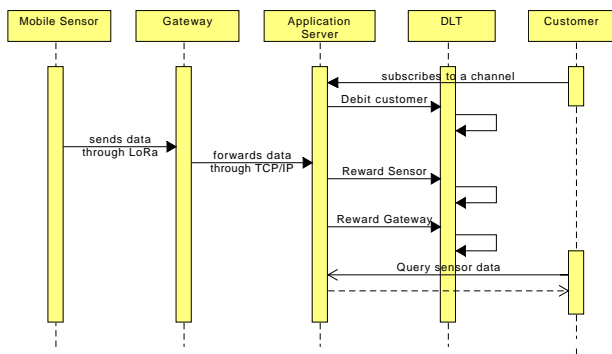 Mobile Sensor
Gateway
Application
Server
DLT
Customer
subscribes to a channel
Debit customer
sends data
through LoRa
forwards data
through TCP/IP
Reward Sensor
Reward Gateway
Query sensor data